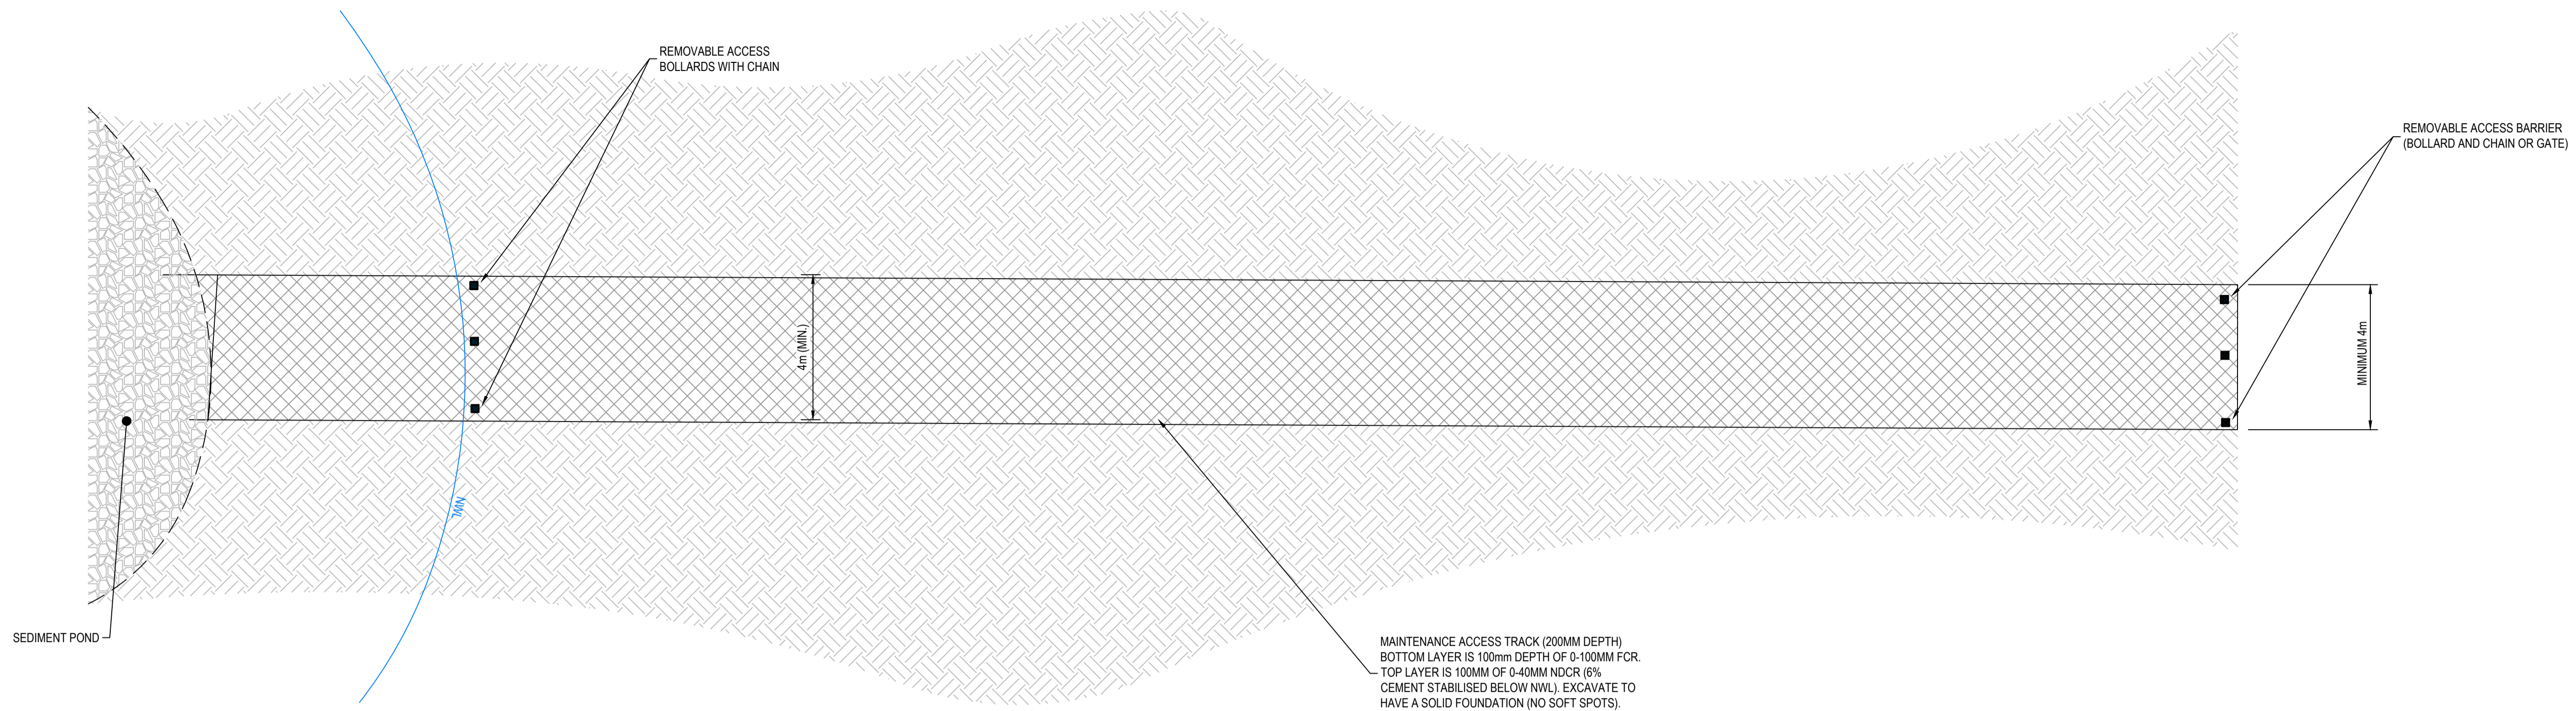 REMOVABLE ACCESS
BOLLARDS WITH CHAIN
REMOVABLE ACCESS BARRIER
(BOLLARD AND CHAIN OR GATE)
4m (MIN.)
MINIMUM 4m
NWL
SEDIMENT POND
MAINTENANCE ACCESS TRACK (200MM DEPTH)
BOTTOM LAYER IS 100mm DEPTH OF 0-100MM FCR.
TOP LAYER IS 100MM OF 0-40MM NDCR (6%
CEMENT STABILISED BELOW NWL). EXCAVATE TO
HAVE A SOLID FOUNDATION (NO SOFT SPOTS).